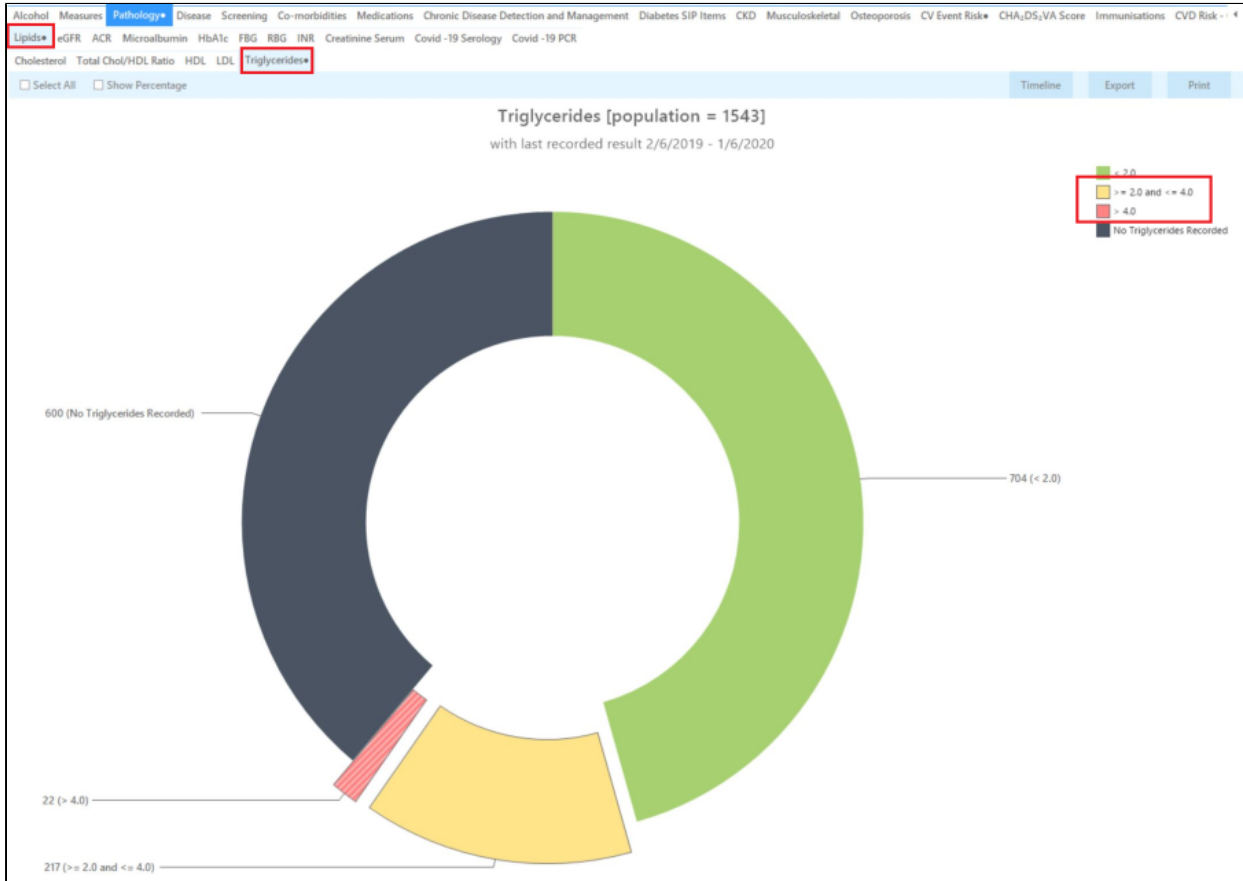 Alcohol Measures Pathology• Disease Screening Co-morbidities Medications Chronic Disease Detection and Management Diabetes SIP Items CKD Musculoskeletal Osteoporosis CV Event Risk• CHA₂DS₂VA Score Immunisations CVD Risk -
Lipids• eGFR ACR Microalbumin HbA1c FBG RBG INR Creatinine Serum Covid -19 Serology Covid -19 PCR
Cholesterol Total Chol/HDL Ratio HDL LDL Triglycerides•
Select All Show Percentage Timeline Export Print
Triglycerides [population = 1543]
with last recorded result 2/6/2019 - 1/6/2020
< 2.0
>= 2.0 and <= 4.0
> 4.0
No Triglycerides Recorded
600 (No Triglycerides Recorded)
704 (< 2.0)
22 (> 4.0)
217 (>= 2.0 and <= 4.0)